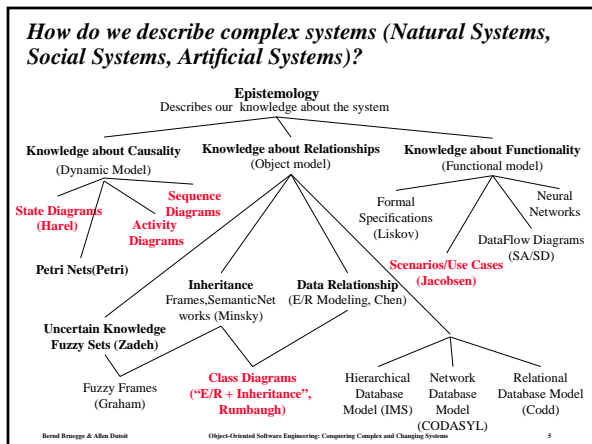 How do we describe complex systems (Natural Systems,
Social Systems, Artificial Systems)?
Epistemology
Describes our knowledge about the system
Knowledge about Causality
(Dynamic Model)
Knowledge about Relationships
(Object model)
Knowledge about Functionality
(Functional model)
State Diagrams
(Harel)
Sequence
Diagrams
Activity
Diagrams
Petri Nets(Petri)
Formal
Specifications
(Liskov)
Neural
Networks
DataFlow Diagrams
(SA/SD)
Scenarios/Use Cases
(Jacobsen)
Inheritance
Frames,SemanticNet
works (Minsky)
Data Relationship
(E/R Modeling, Chen)
Uncertain Knowledge
Fuzzy Sets (Zadeh)
Fuzzy Frames
(Graham)
Class Diagrams
(“E/R + Inheritance”,
Rumbaugh)
Hierarchical
Database
Model (IMS)
Network
Database
Model
(CODASYL)
Relational
Database Model
(Codd)
Bernd Bruegge & Allen Dutoit
Object-Oriented Software Engineering: Conquering Complex and Changing Systems
5